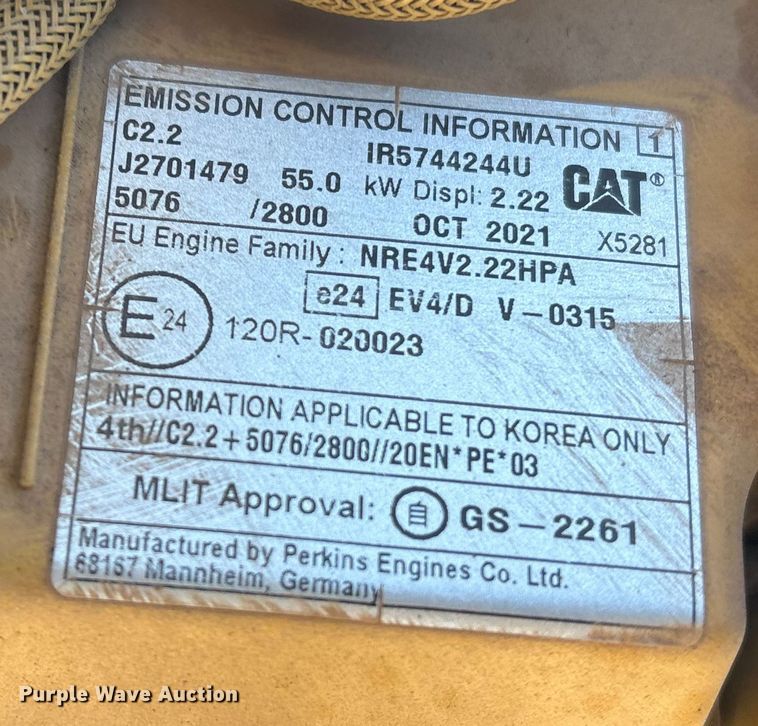 EMISSION CONTROL INFORMATION 1
C2.2 IR5744244U
J2701479 55.0 kW Displ: 2.22 CAT®
5076 /2800 OCT 2021 X5281
EU Engine Family : NRE4V2.22HPA
e24 EV4/D V-0315
E 24 120R-020023
INFORMATION APPLICABLE TO KOREA ONLY
4th//C2.2+5076/2800//20EN*PE*03
MLIT Approval: 自 GS-2261
Manufactured by Perkins Engines Co. Ltd.
68167 Mannheim, Germany
Purple Wave Auction